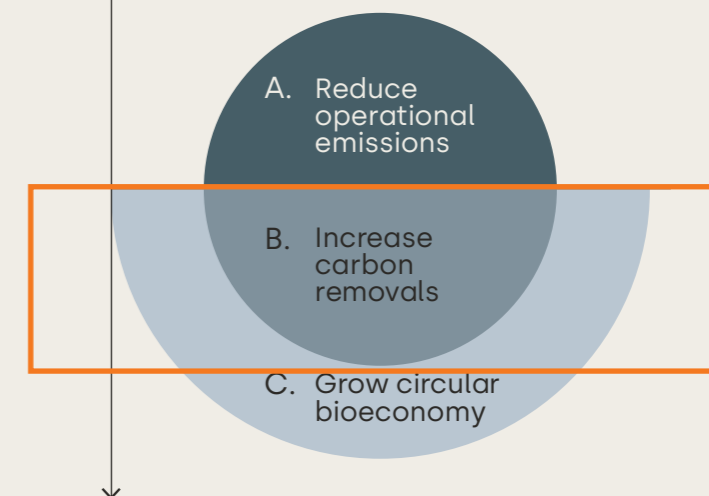 A. Reduce
operational
emissions
B. Increase
carbon
removals
C. Grow circular
bioeconomy